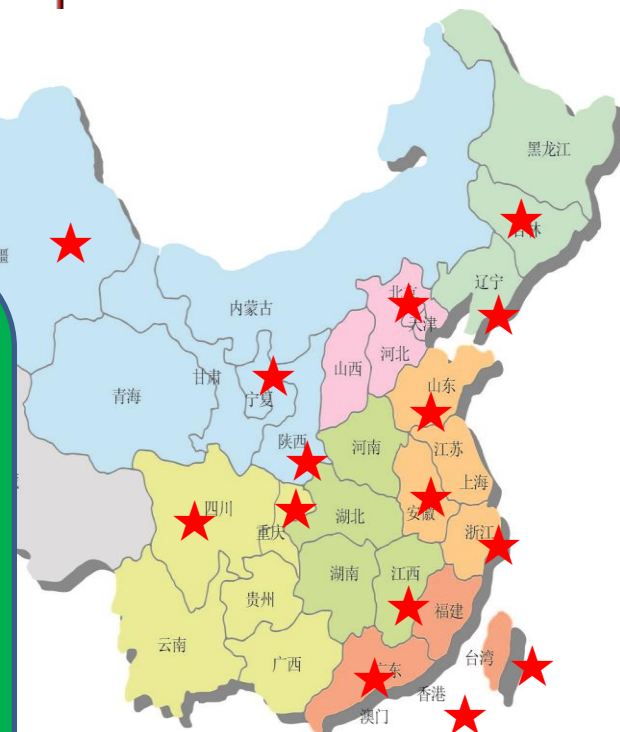 黑龙江
吉林
疆
辽宁
北京
内蒙古
天津
河北
山西
甘肃
山东
青海
宁夏
陕西
河南
江苏
上海
四川
安徽
湖北
重庆
浙江
湖南
江西
贵州
福建
云南
广西
台湾
广东
香港
澳门